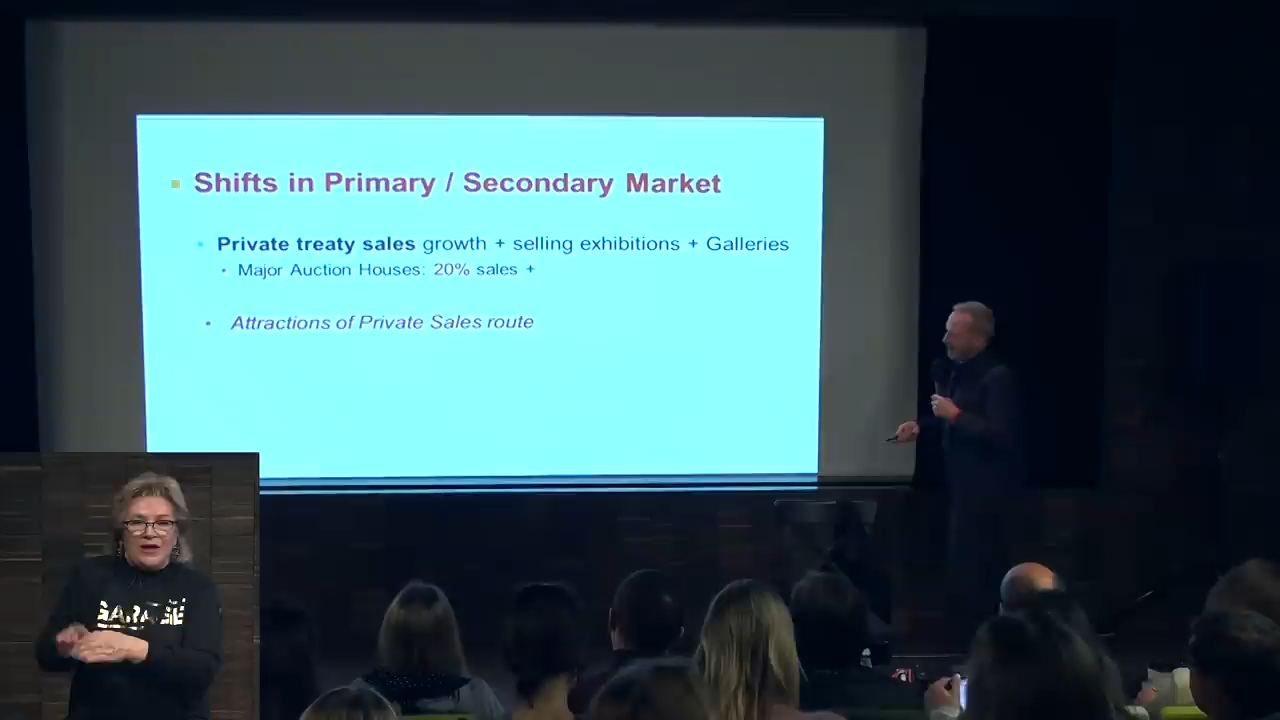 Shifts in Primary / Secondary Market
Private treaty sales growth + selling exhibitions + Galleries
Major Auction Houses: 20% sales +
Attractions of Private Sales route
GARAGE